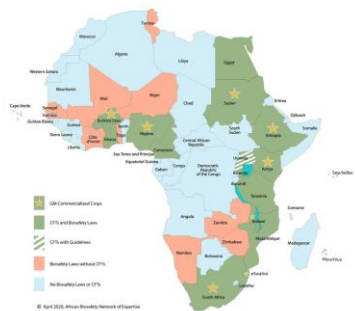 Tunisia
Morocco
Algeria
Libya
Egypt
Western Sahara
Mauritania
Mali
Niger
Chad
Sudan
Eritrea
Cape Verde
Senegal
Guinea Bissau
Guinea
Burkina Faso
Benin
Nigeria
Djibouti
Somalia
Ethiopia
Sierra Leone
Liberia
Côte d'Ivoire
Ghana
Togo
Cameroon
Central African Republic
South Sudan
Sao Tome and Principe
Equatorial Guinea
Gabon
Congo
Democratic Republic of the Congo
Uganda
Kenya
Rwanda
Burundi
Tanzania
Seychelles
Comoros
Angola
Zambia
Malawi
Mozambique
Zimbabwe
Namibia
Botswana
Madagascar
Mauritius
eSwatini
Lesotho
South Africa
GM Commercialized Crops
CFTs and Biosafety Laws
CFTs with Guidelines
Biosafety Laws without CFTs
No Biosafety Laws or CFTs
© April 2020, African Biosafety Network of Expertise